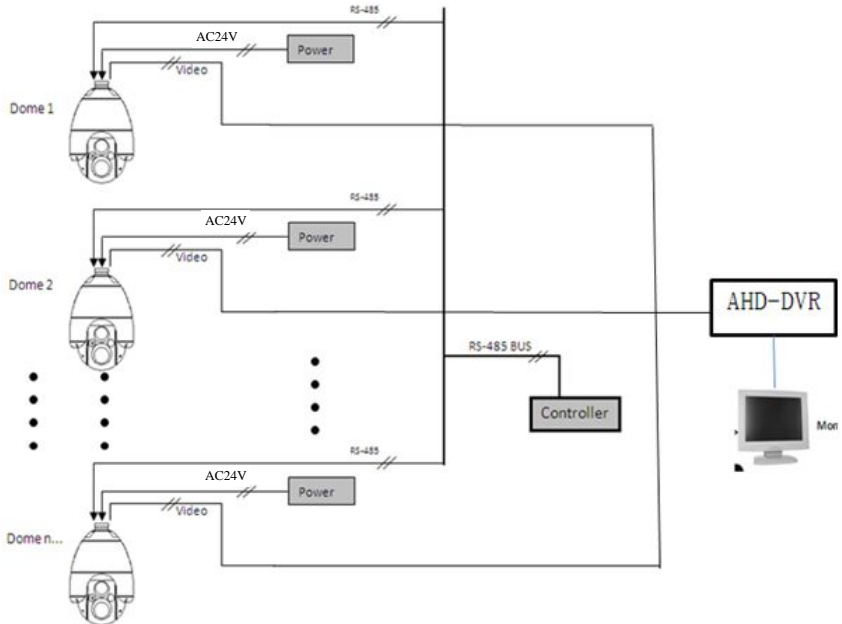 RS-485
AC24V
Power
Video
Dome 1
RS-485
AC24V
Power
Video
Dome 2
AHD-DVR
RS-485 BUS
Controller
Mon
RS-485
AC24V
Power
Video
Dome n...